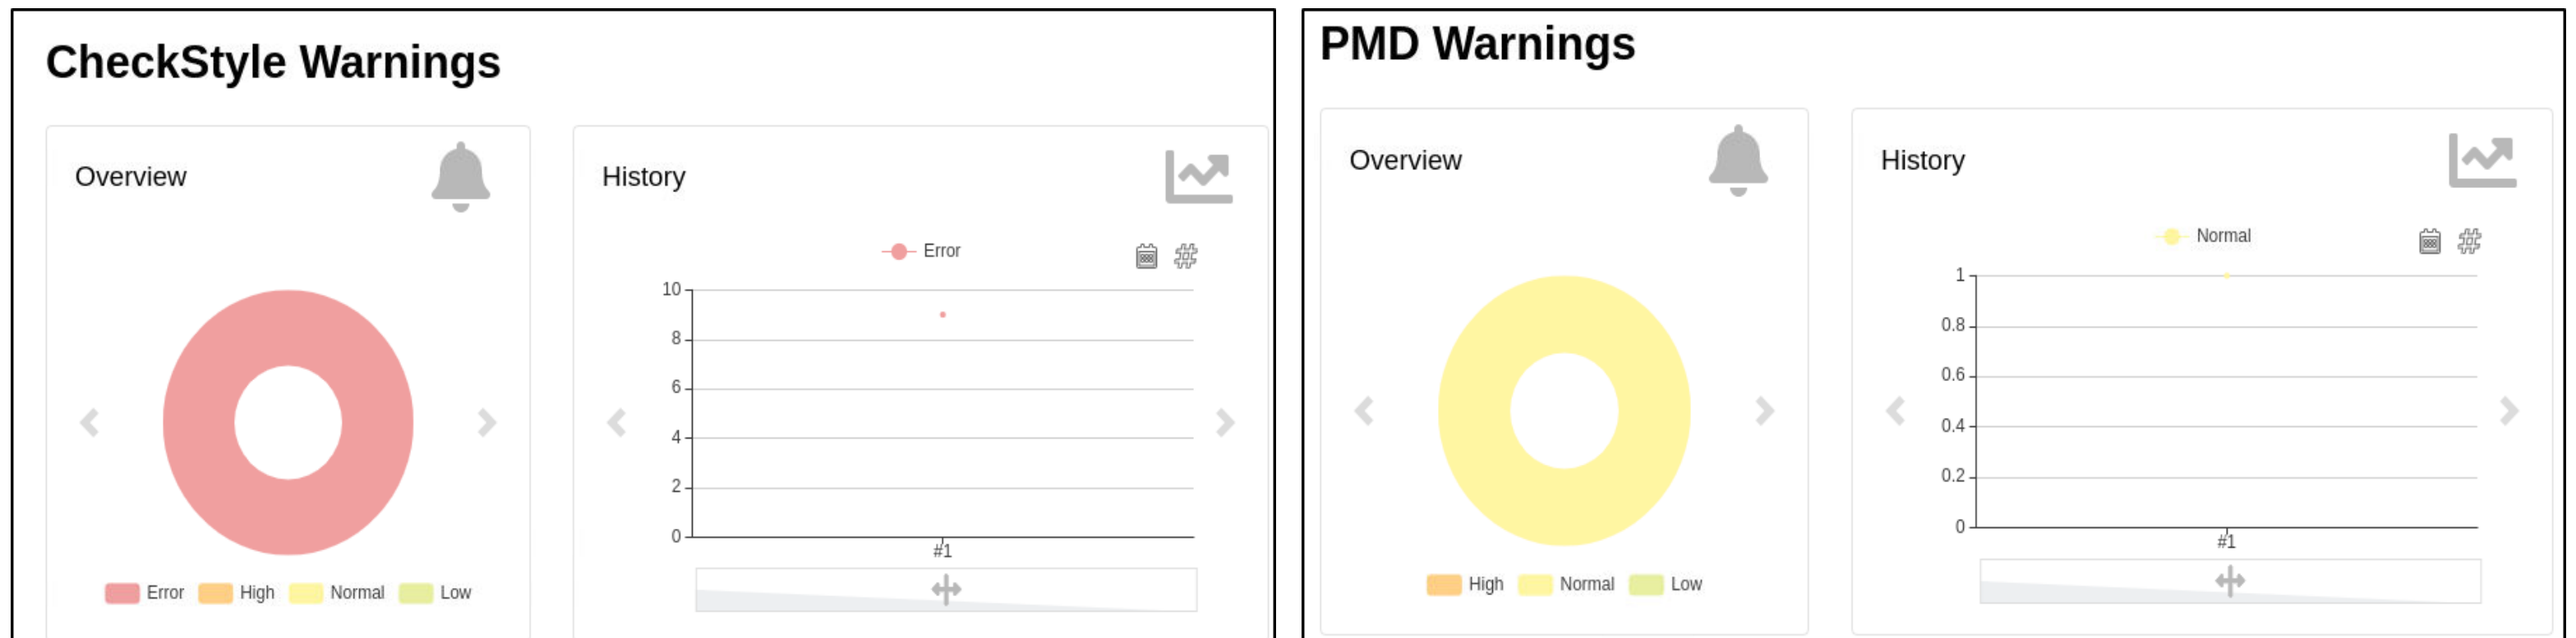 CheckStyle Warnings
Overview
Error High Normal Low
History
Error
10
8
6
4
2
0
#1
PMD Warnings
Overview
High Normal Low
History
Normal
1
0.8
0.6
0.4
0.2
0
#1